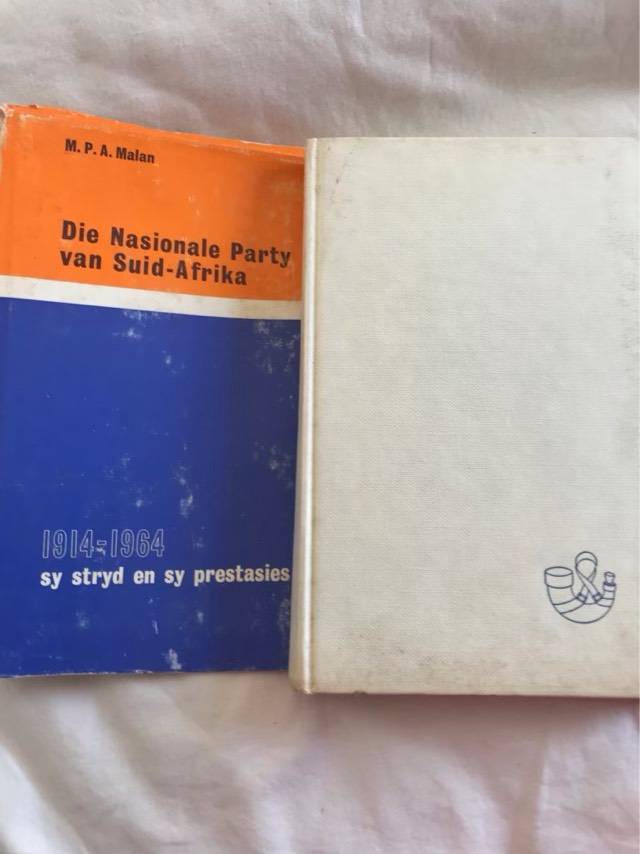 M. P. A. Malan
Die Nasionale Party
van Suid-Afrika
1914-1964
sy stryd en sy prestasies